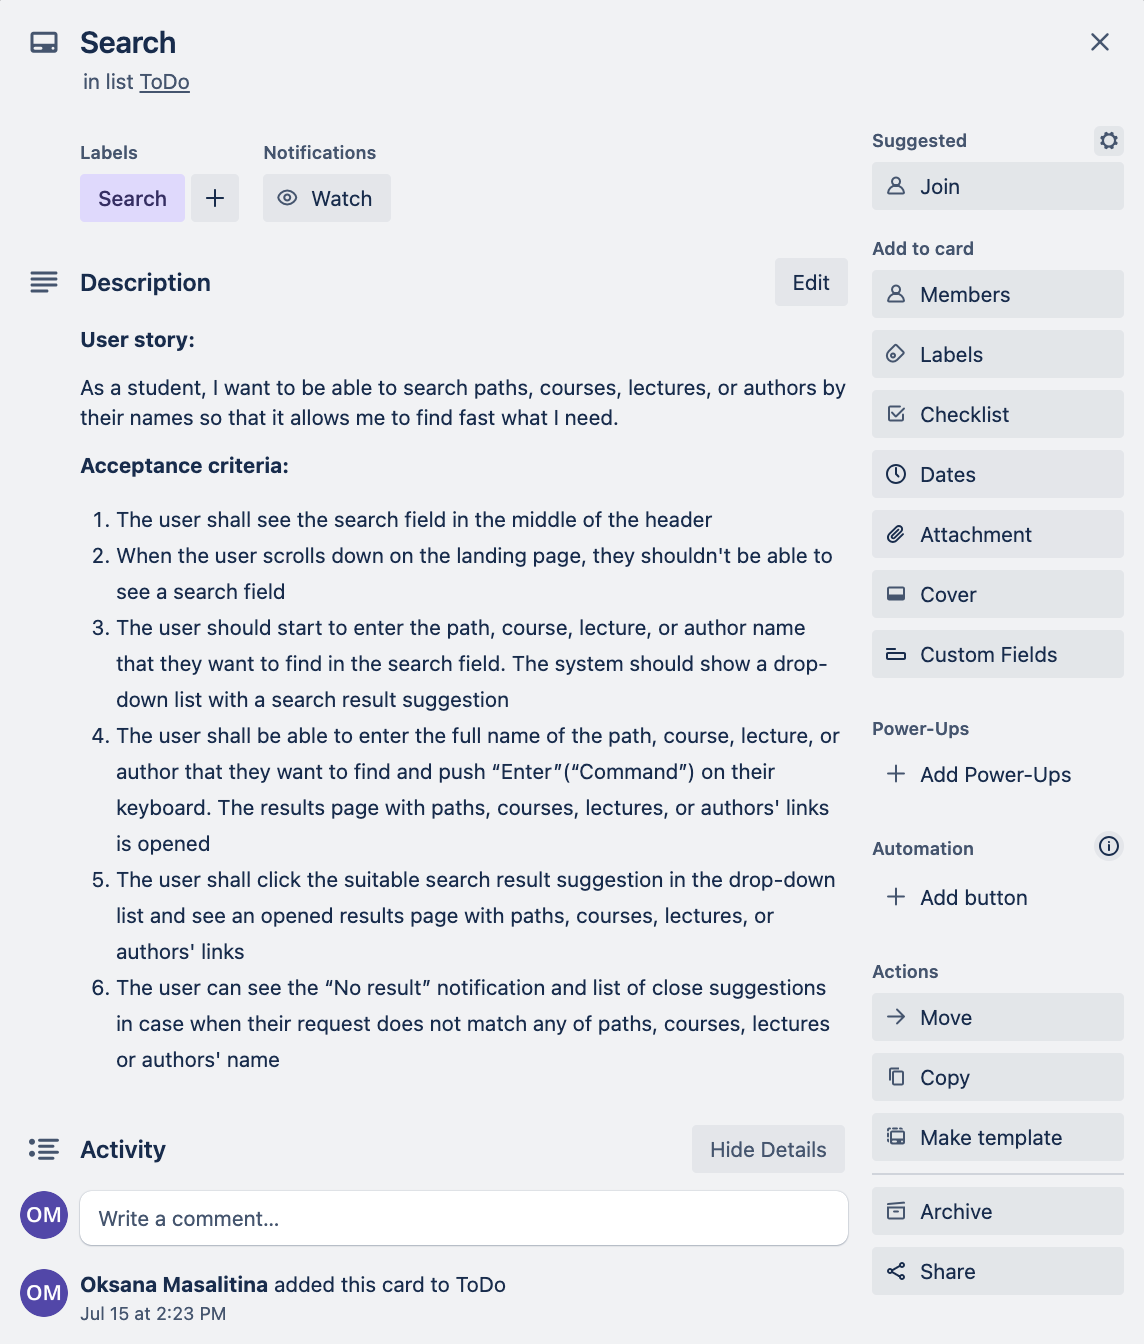 Search
in list ToDo
Labels
Notifications
Search
Watch
Description
Edit
User story:
As a student, I want to be able to search paths, courses, lectures, or authors by
their names so that it allows me to find fast what I need.
Acceptance criteria:
1. The user shall see the search field in the middle of the header
2. When the user scrolls down on the landing page, they shouldn't be able to
see a search field
3. The user should start to enter the path, course, lecture, or author name
that they want to find in the search field. The system should show a drop-
down list with a search result suggestion
4. The user shall be able to enter the full name of the path, course, lecture, or
author that they want to find and push “Enter”(“Command”) on their
keyboard. The results page with paths, courses, lectures, or authors' links
is opened
5. The user shall click the suitable search result suggestion in the drop-down
list and see an opened results page with paths, courses, lectures, or
authors' links
6. The user can see the “No result” notification and list of close suggestions
in case when their request does not match any of paths, courses, lectures
or authors' name
Activity
Hide Details
OM
Write a comment...
OM
Oksana Masalitina added this card to ToDo
Jul 15 at 2:23 PM
Suggested
Join
Add to card
Members
Labels
Checklist
Dates
Attachment
Cover
Custom Fields
Power-Ups
Add Power-Ups
Automation
Add button
Actions
Move
Copy
Make template
Archive
Share